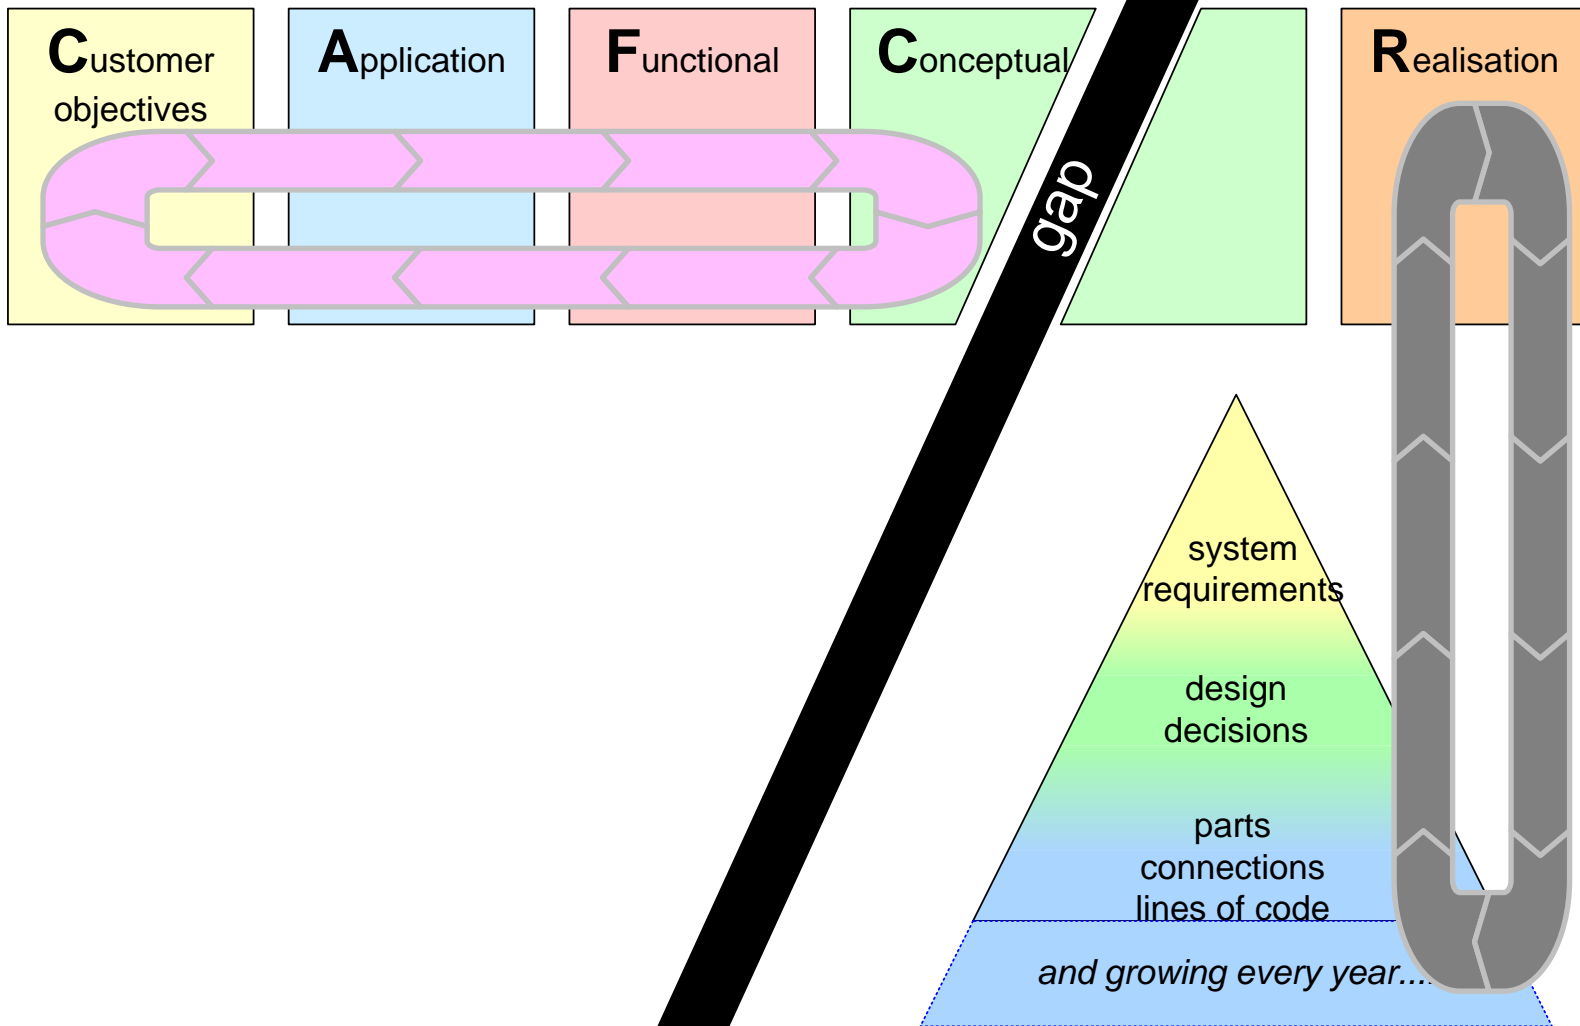 Customer
objectives
Application
Functional
Conceptual
Realisation
gap
system
requirements
design
decisions
parts
connections
lines of code
and growing every year....